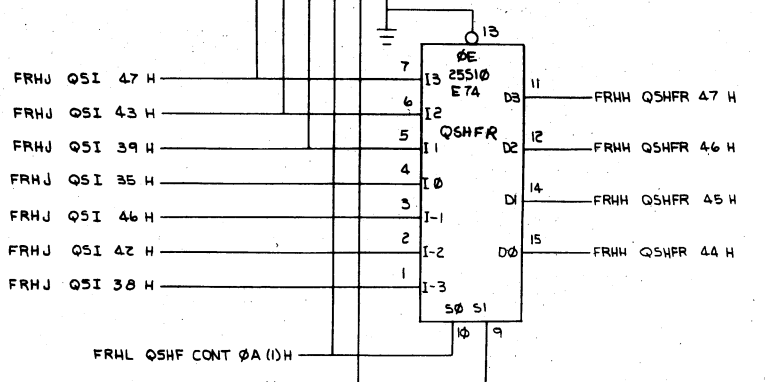 13
ØE
7
FRHJ QSI 47 H
I3
25S1Ø
E74
11
D3
FRHH QSHFR 47 H
6
FRHJ QSI 43 H
I2
5
QSHFR
FRHJ QSI 39 H
I1
12
D2
FRHH QSHFR 46 H
4
FRHJ QSI 35 H
IØ
3
14
D1
FRHH QSHFR 45 H
FRHJ QSI 46 H
I-1
2
15
FRHJ QSI 42 H
I-2
DØ
FRHH QSHFR 44 H
1
FRHJ QSI 38 H
I-3
SØ S1
1Ø 9
FRHL QSHF CONT ØA (1) H